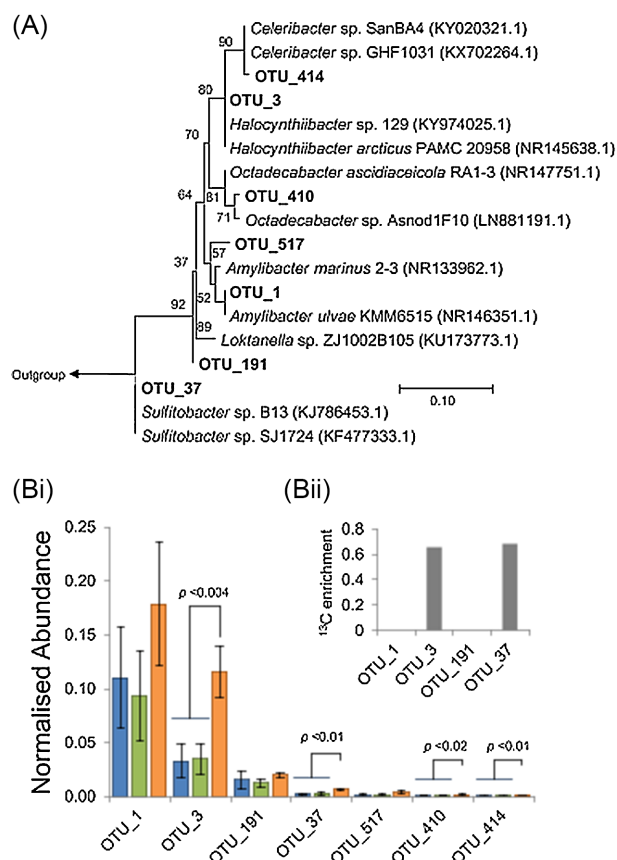 (A)
90
Celeribacter sp. SanBA4 (KY020321.1)
Celeribacter sp. GHF1031 (KX702264.1)
OTU_414
80
OTU_3
Halocynthiibacter sp. 129 (KY974025.1)
70
Halocynthiibacter arcticus PAMC 20958 (NR145638.1)
Octadecabacter ascidiaceicola RA1-3 (NR147751.1)
64
81
OTU_410
71
Octadecabacter sp. Asnod1F10 (LN881191.1)
OTU_517
57
37
Amylibacter marinus 2-3 (NR133962.1)
OTU_1
92
52
Amylibacter ulvae KMM6515 (NR146351.1)
89
Loktanella sp. ZJ1002B105 (KU173773.1)
OTU_191
Outgroup
OTU_37
0.10
Sulfitobacter sp. B13 (KJ786453.1)
Sulfitobacter sp. SJ1724 (KF477333.1)
(Bi)
Normalised Abundance
0.25
0.20
0.15
0.10
0.05
0.00
p <0.004
p <0.01
p <0.02
p <0.01
OTU_1
OTU_3
OTU_191
OTU_37
OTU_517
OTU_410
OTU_414
(Bii)
¹³C enrichment
0.8
0.6
0.4
0.2
0
OTU_1
OTU_3
OTU_191
OTU_37